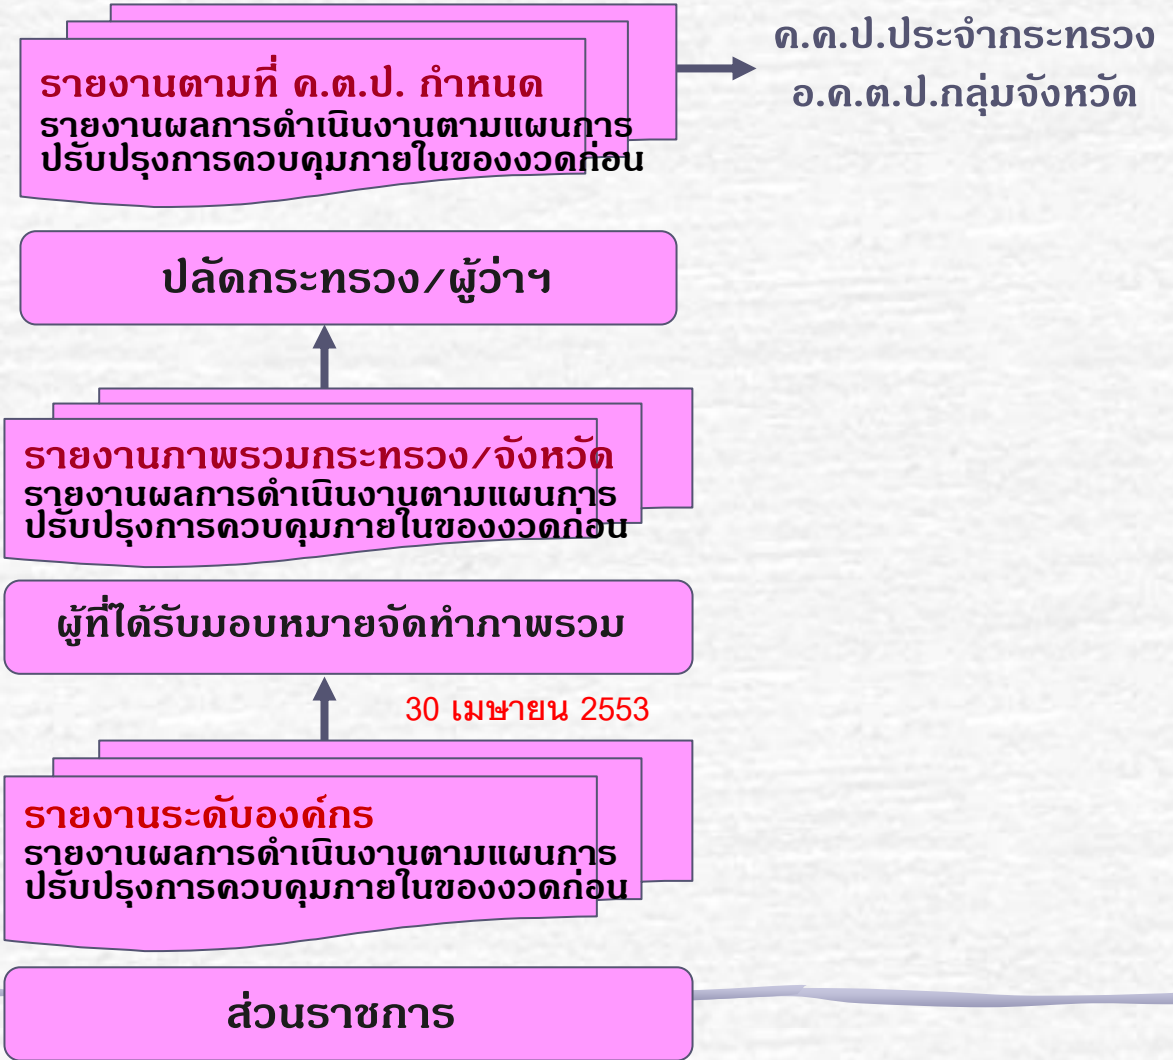 ค.ค.ป.ประจำกระทรวง
อ.ค.ต.ป.กลุ่มจังหวัด
รายงานตามที่ ค.ต.ป. กำหนด
รายงานผลการดำเนินงานตามแผนการ
ปรับปรุงการควบคุมภายในของงวดก่อน
ปลัดกระทรวง/ผู้ว่าฯ
รายงานภาพรวมกระทรวง/จังหวัด
รายงานผลการดำเนินงานตามแผนการ
ปรับปรุงการควบคุมภายในของงวดก่อน
ผู้ที่ได้รับมอบหมายจัดทำภาพรวม
30 เมษายน 2553
รายงานระดับองค์กร
รายงานผลการดำเนินงานตามแผนการ
ปรับปรุงการควบคุมภายในของงวดก่อน
ส่วนราชการ